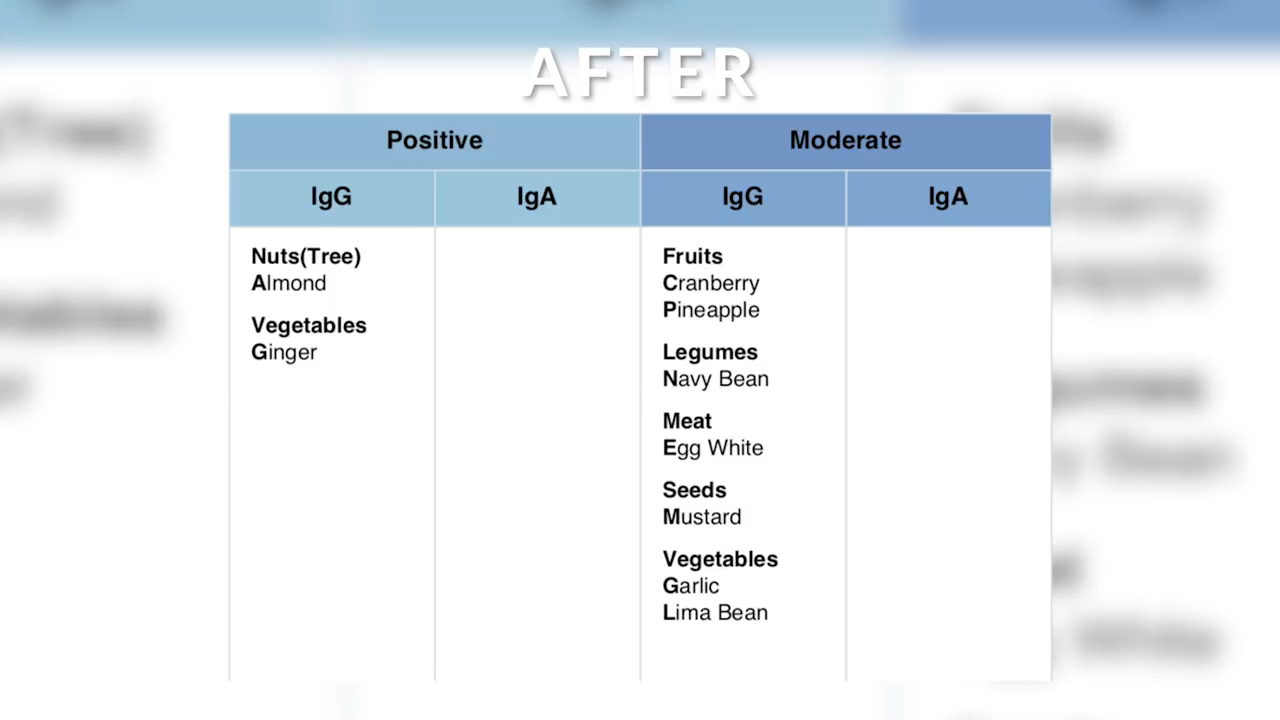 AFTER
Positive
Moderate
IgG
IgA
IgG
IgA
Nuts(Tree)
Almond
Vegetables
Ginger
Fruits
Cranberry
Pineapple
Legumes
Navy Bean
Meat
Egg White
Seeds
Mustard
Vegetables
Garlic
Lima Bean